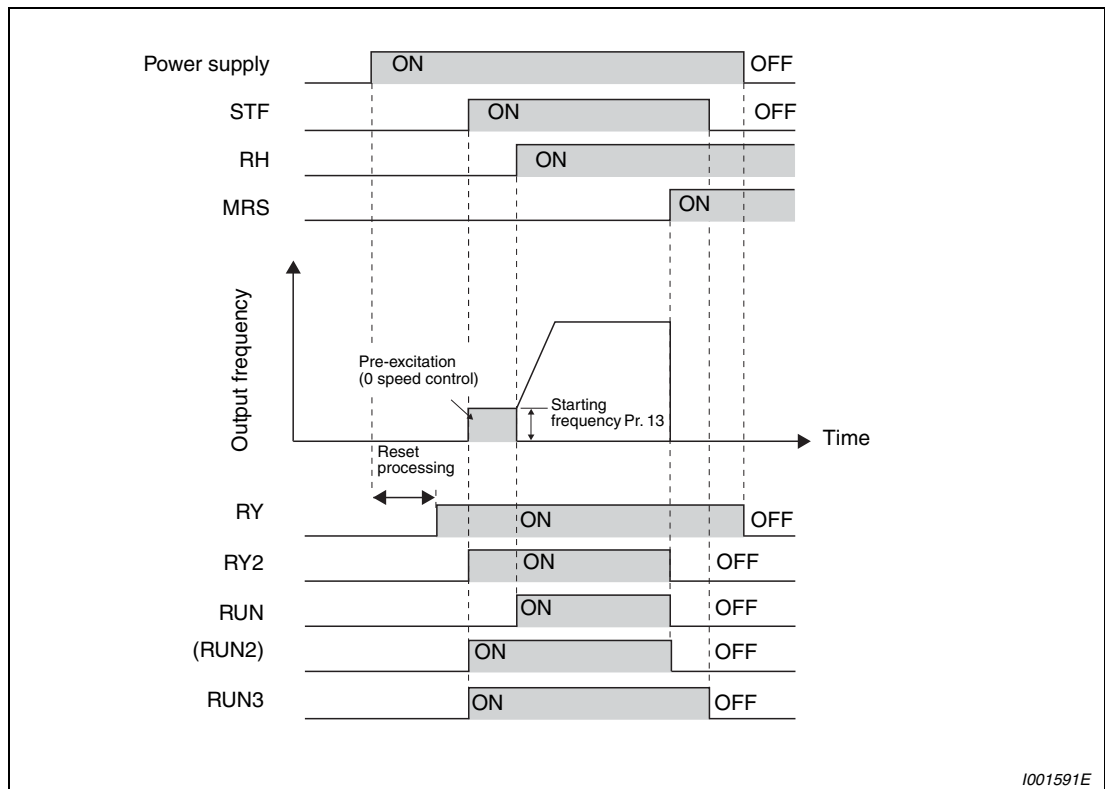 Power supply ON OFF
STF ON OFF
RH ON
MRS ON
Output frequency
Pre-excitation
(0 speed control)
Starting
frequency Pr. 13
Time
Reset
processing
RY ON OFF
RY2 ON OFF
RUN ON OFF
(RUN2) ON OFF
RUN3 ON OFF
I001591E